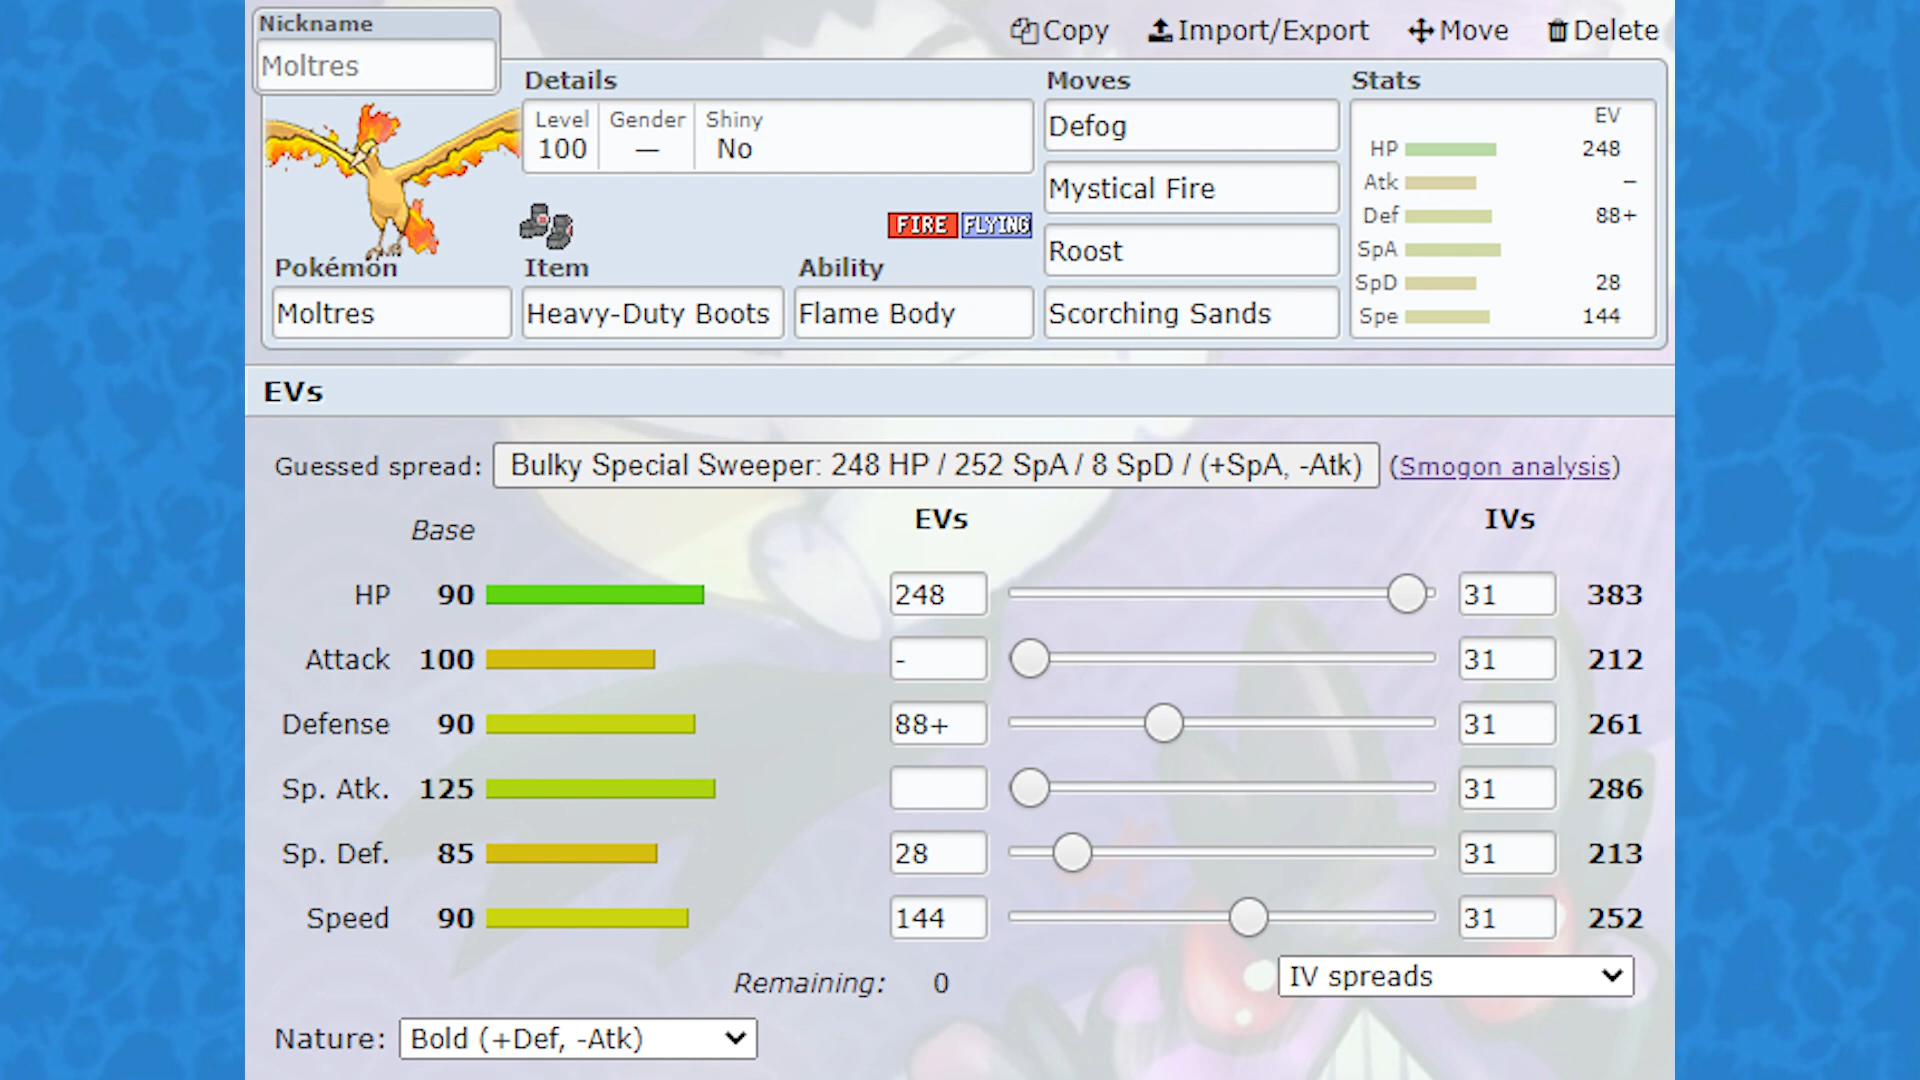 Nickname
Moltres
Copy Import/Export Move Delete
Details
Level Gender Shiny
100 — No
FIRE FLYING
Pokémon Item Ability
Moltres Heavy-Duty Boots Flame Body
Moves
Defog
Mystical Fire
Roost
Scorching Sands
Stats
EV
HP 248
Atk –
Def 88+
SpA
SpD 28
Spe 144
EVs
Guessed spread: Bulky Special Sweeper: 248 HP / 252 SpA / 8 SpD / (+SpA, -Atk) (Smogon analysis)
Base EVs IVs
HP 90 248 31 383
Attack 100 - 31 212
Defense 90 88+ 31 261
Sp. Atk. 125 31 286
Sp. Def. 85 28 31 213
Speed 90 144 31 252
Remaining: 0 IV spreads
Nature: Bold (+Def, -Atk)